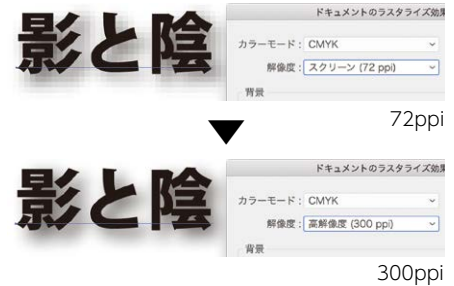 影と陰
ドキュメントのラスタライズ効果
カラーモード： CMYK
解像度： スクリーン (72 ppi)
背景
72ppi
影と陰
ドキュメントのラスタライズ効果
カラーモード： CMYK
解像度： 高解像度 (300 ppi)
背景
300ppi